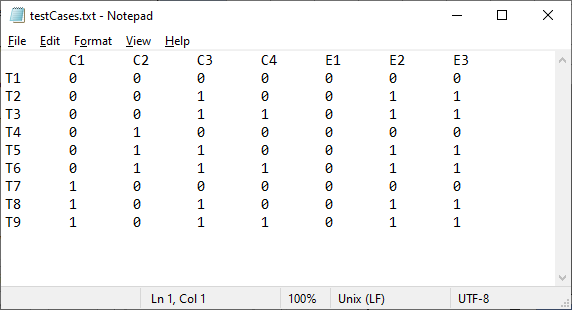 testCases.txt - Notepad
File Edit Format View Help
C1 C2 C3 C4 E1 E2 E3
T1 0 0 0 0 0 0 0
T2 0 0 1 0 0 1 1
T3 0 0 1 1 0 1 1
T4 0 1 0 0 0 0 0
T5 0 1 1 0 0 1 1
T6 0 1 1 1 0 1 1
T7 1 0 0 0 0 0 0
T8 1 0 1 0 0 1 1
T9 1 0 1 1 0 1 1
Ln 1, Col 1 100% Unix (LF) UTF-8